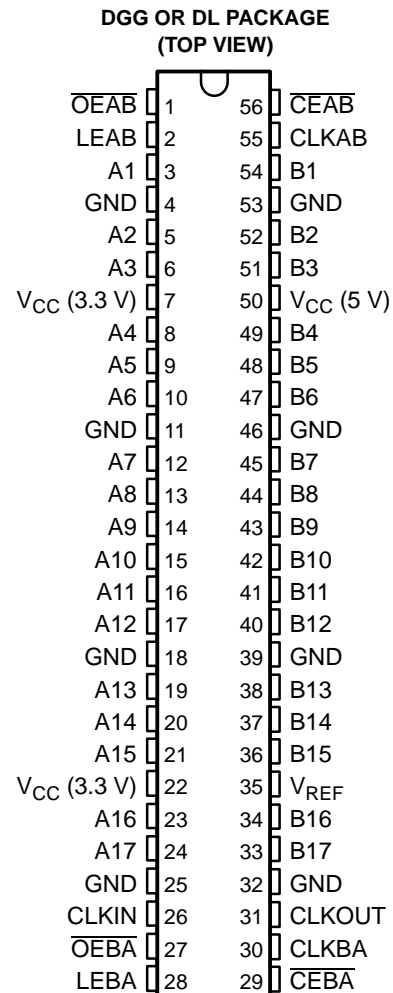 DGG OR DL PACKAGE
(TOP VIEW)
O̅E̅A̅B̅ 1 56 C̅E̅A̅B̅
LEAB 2 55 CLKAB
A1 3 54 B1
GND 4 53 GND
A2 5 52 B2
A3 6 51 B3
VCC (3.3 V) 7 50 VCC (5 V)
A4 8 49 B4
A5 9 48 B5
A6 10 47 B6
GND 11 46 GND
A7 12 45 B7
A8 13 44 B8
A9 14 43 B9
A10 15 42 B10
A11 16 41 B11
A12 17 40 B12
GND 18 39 GND
A13 19 38 B13
A14 20 37 B14
A15 21 36 B15
VCC (3.3 V) 22 35 VREF
A16 23 34 B16
A17 24 33 B17
GND 25 32 GND
CLKIN 26 31 CLKOUT
O̅E̅B̅A̅ 27 30 CLKBA
LEBA 28 29 C̅E̅B̅A̅